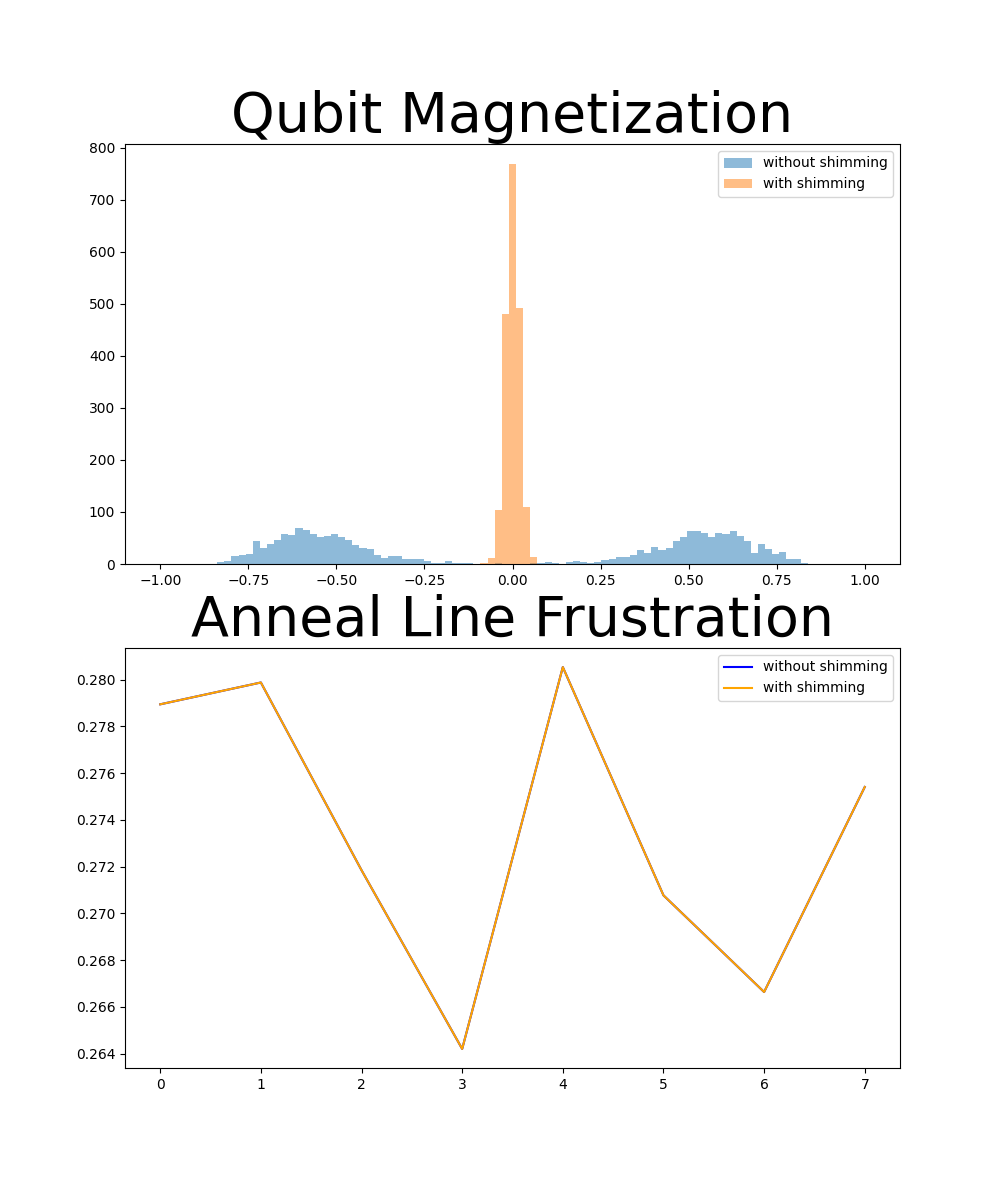 Qubit Magnetization
800
700
600
500
400
300
200
100
0
without shimming
with shimming
−1.00 −0.75 −0.50 −0.25 0.00 0.25 0.50 0.75 1.00
Anneal Line Frustration
0.280
0.278
0.276
0.274
0.272
0.270
0.268
0.266
0.264
without shimming
with shimming
0 1 2 3 4 5 6 7